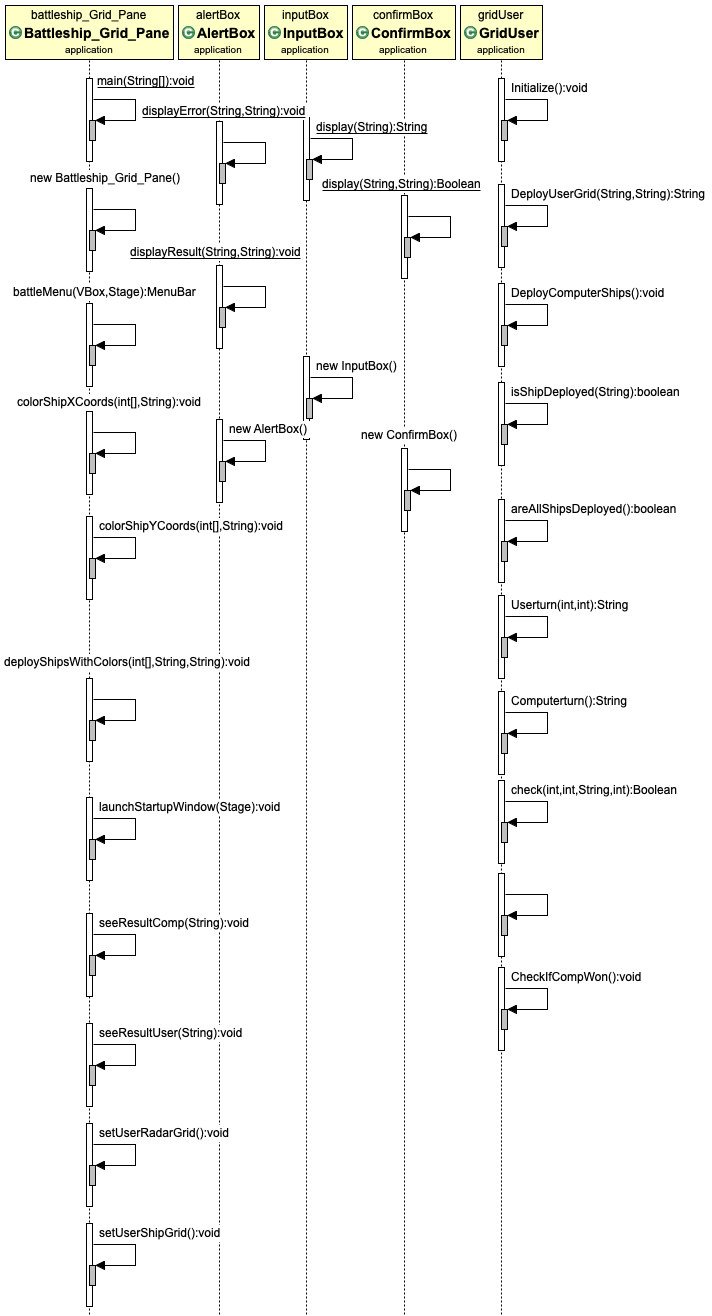 battleship_Grid_Pane
C Battleship_Grid_Pane
application
alertBox
C AlertBox
application
inputBox
C InputBox
application
confirmBox
C ConfirmBox
application
gridUser
C GridUser
application
main(String[]):void
new Battleship_Grid_Pane()
battleMenu(VBox,Stage):MenuBar
colorShipXCoords(int[],String):void
colorShipYCoords(int[],String):void
deployShipsWithColors(int[],String,String):void
launchStartupWindow(Stage):void
seeResultComp(String):void
seeResultUser(String):void
setUserRadarGrid():void
setUserShipGrid():void
displayError(String,String):void
displayResult(String,String):void
new AlertBox()
display(String):String
new InputBox()
display(String,String):Boolean
new ConfirmBox()
Initialize():void
DeployUserGrid(String,String):String
DeployComputerShips():void
isShipDeployed(String):boolean
areAllShipsDeployed():boolean
Userturn(int,int):String
Computerturn():String
check(int,int,String,int):Boolean
CheckIfCompWon():void